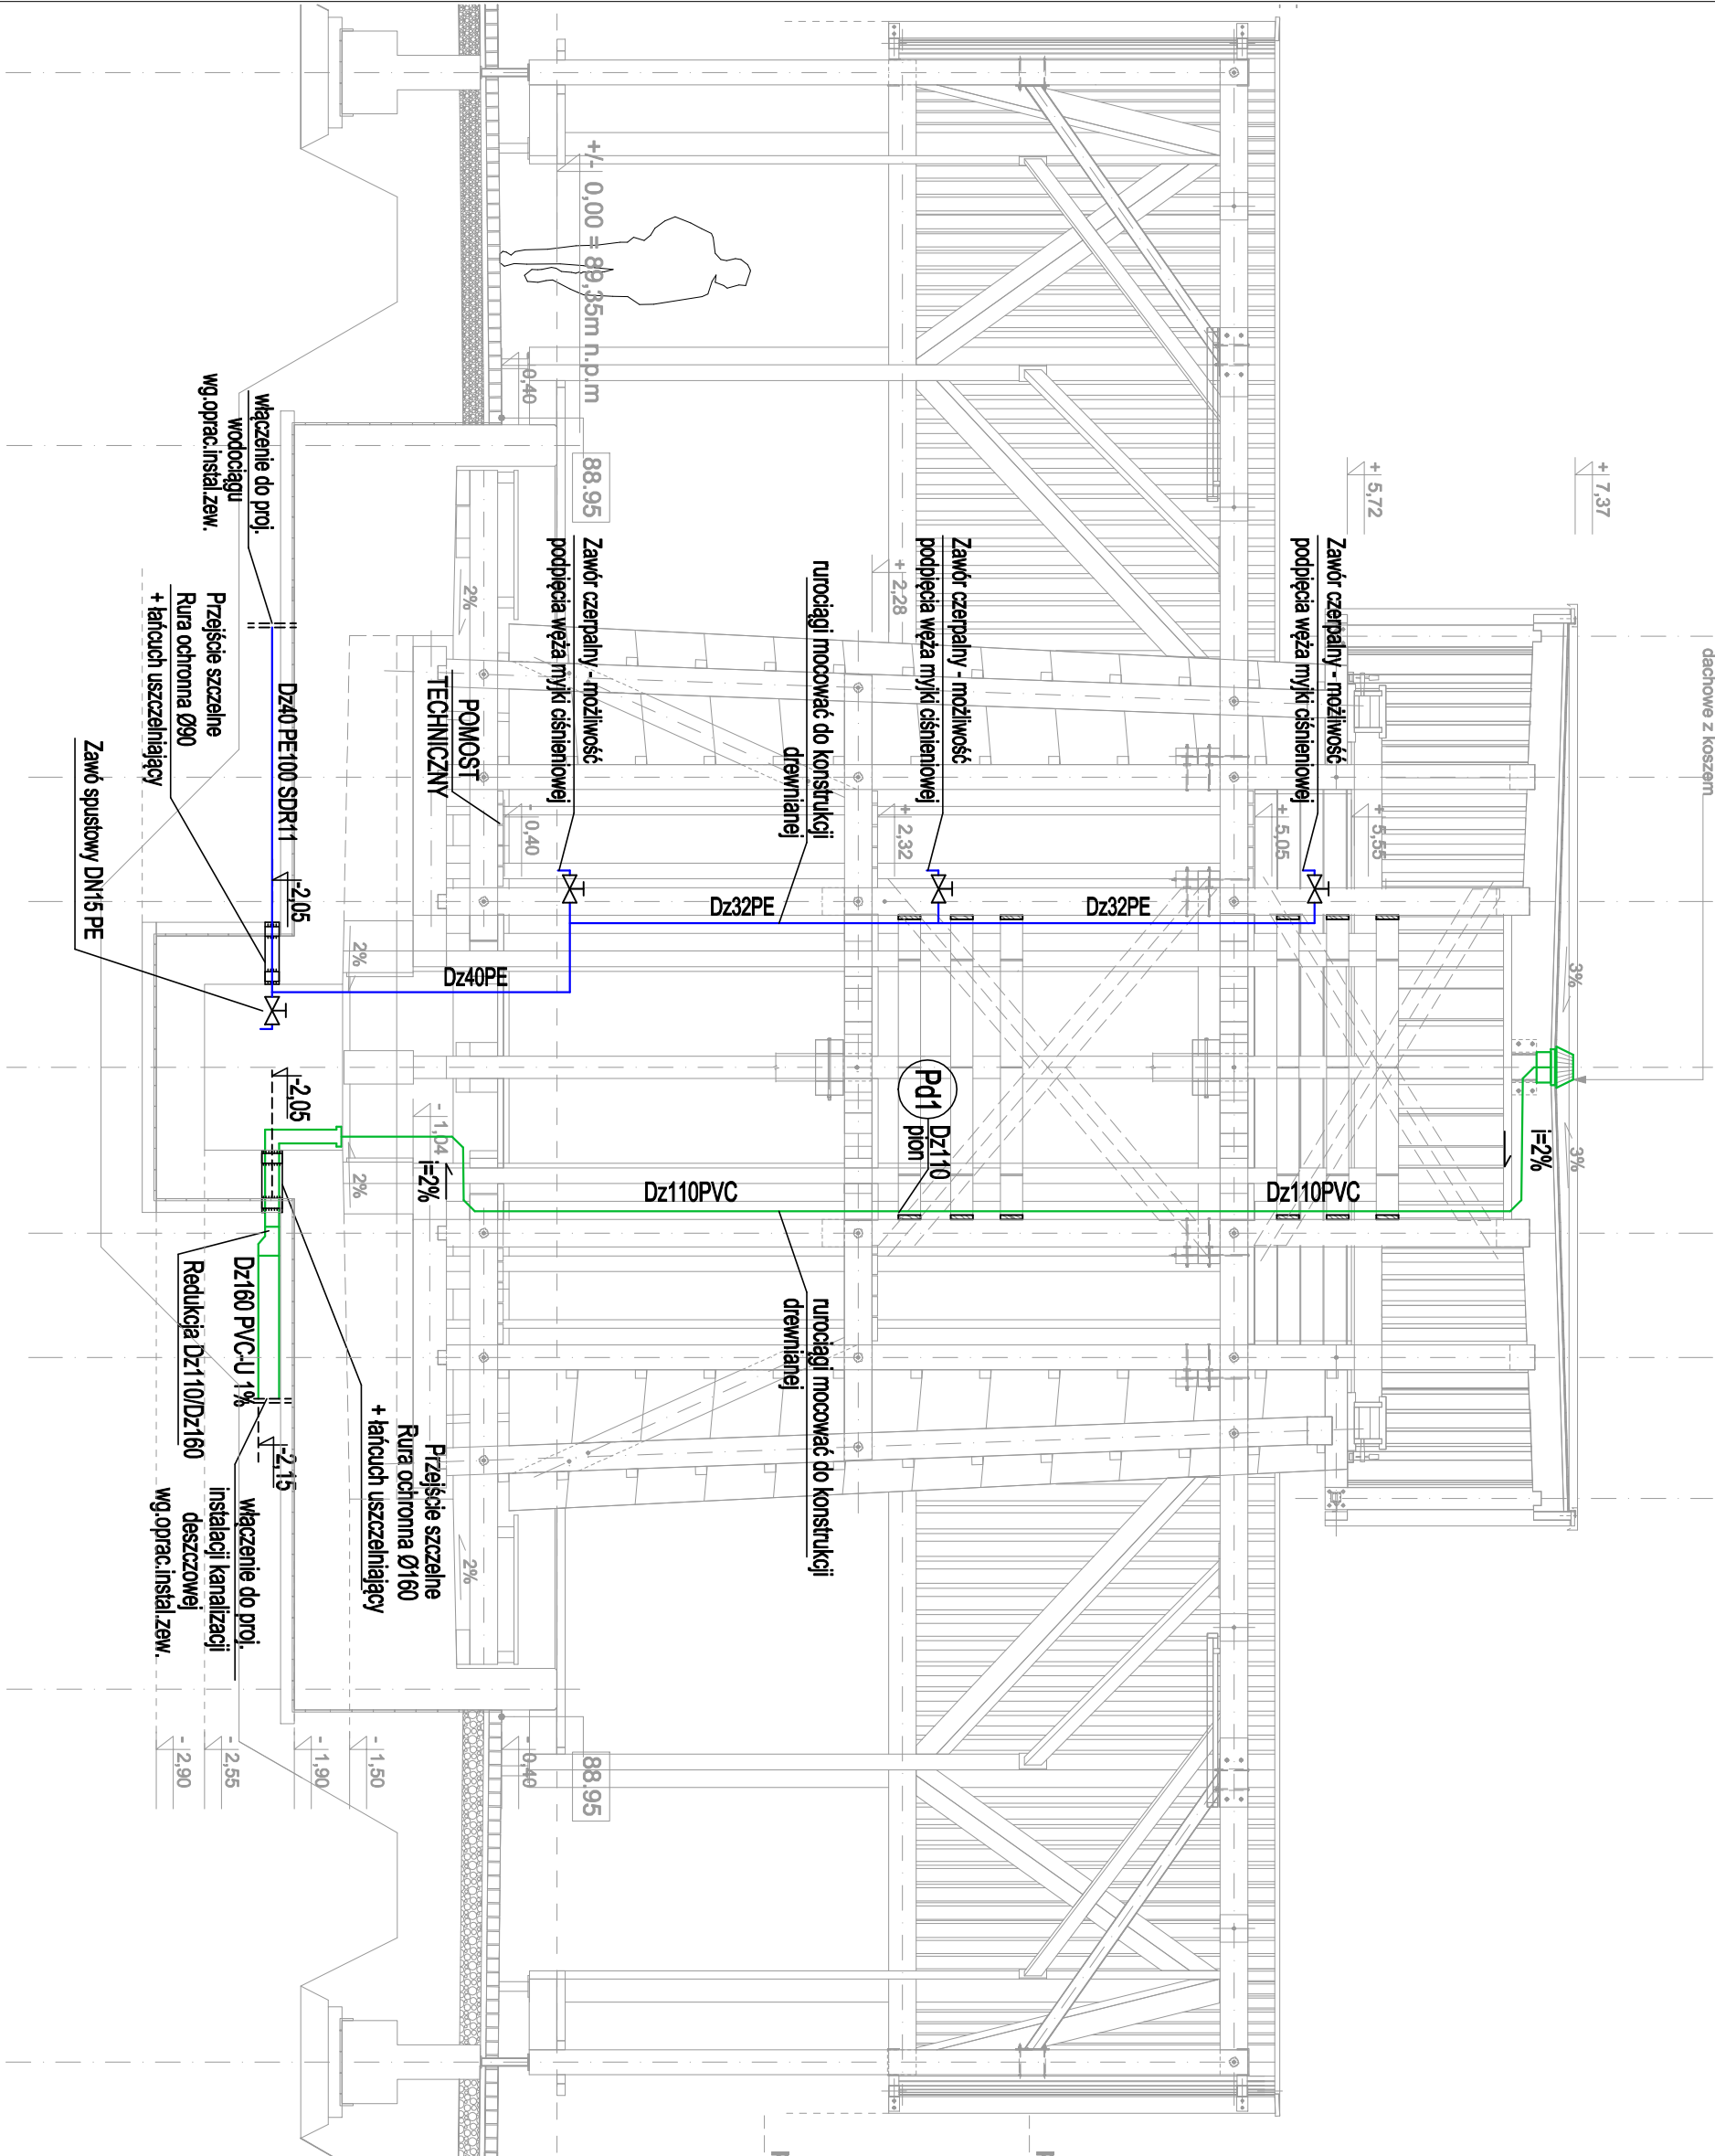 dachowe z koszem
+ 7,37
+ 5,72
3%
3%
i=2%
Zawór czerpalny - możliwość
podpięcia węża myjki ciśnieniowej
+ 5,55
+ 5,05
Zawór czerpalny - możliwość
podpięcia węża myjki ciśnieniowej
+ 2,28
+ 2,32
rurociągi mocować do konstrukcji
drewnianej
Dz32PE
Dz32PE
Dz110PVC
Dz110PVC
Pd1
Dz110
pion
rurociągi mocować do konstrukcji
drewnianej
Zawór czerpalny - możliwość
podpięcia węża myjki ciśnieniowej
+/- 0,00 = 89,35m n.p.m
88.95
88.95
- 0,40
- 0,40
- 0,40
POMOST
TECHNICZNY
2%
2%
2%
2%
Dz40PE
- 1,04
i=2%
włączenie do proj.
wodociągu
wg.oprac.instal.zew.
Dz40 PE100 SDR11
-2,05
-2,05
Przejście szczelne
Rura ochronna Ø90
+ łańcuch uszczelniający
Zawó spustowy DN15 PE
Przejście szczelne
Rura ochronna Ø160
+ łańcuch uszczelniający
Dz160 PVC-U 1%
Redukcja Dz110/Dz160
-2,15
włączenie do proj.
instalacji kanalizacji
deszczowej
wg.oprac.instal.zew.
- 1,50
- 1,90
- 2,55
- 2,90